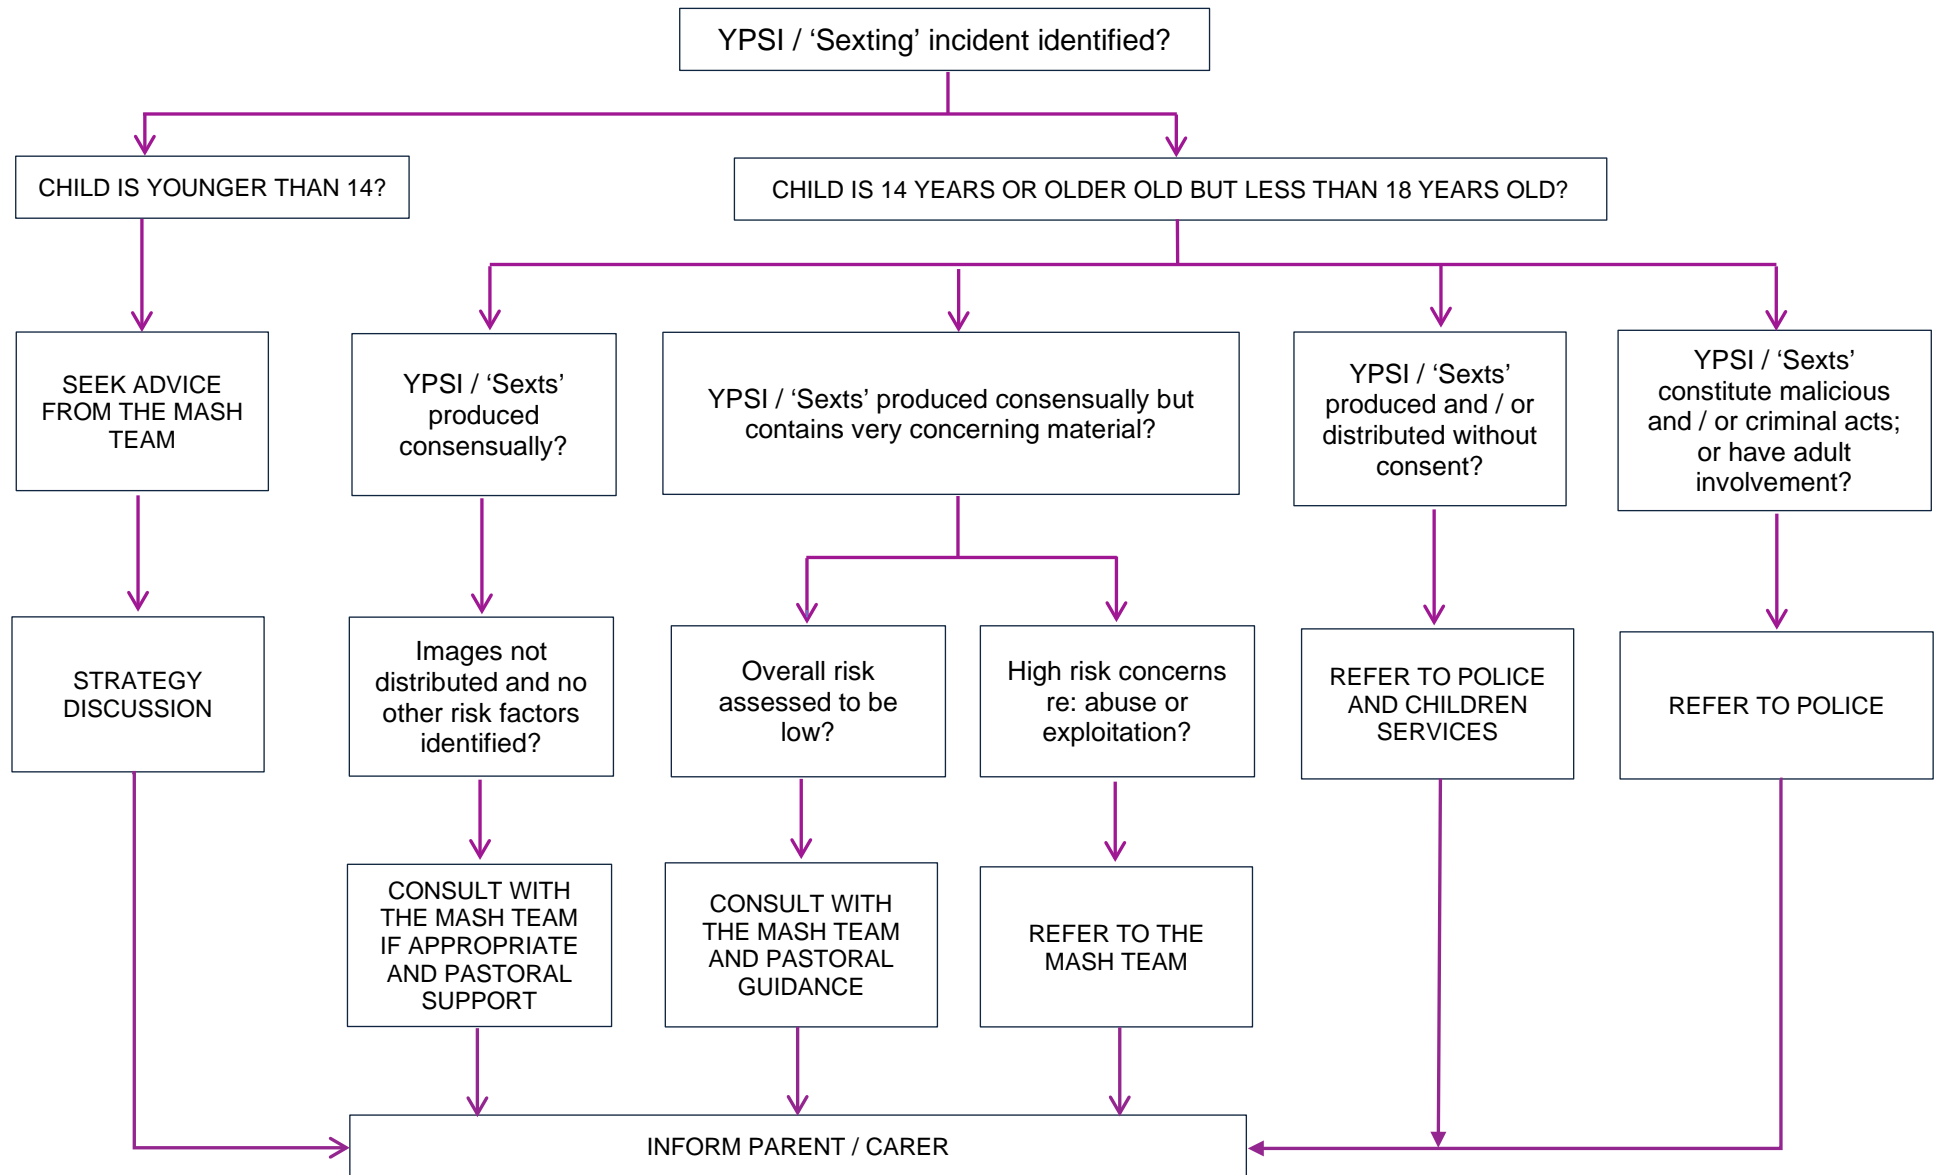 YPSI / ‘Sexting’ incident identified?
CHILD IS YOUNGER THAN 14?
CHILD IS 14 YEARS OR OLDER OLD BUT LESS THAN 18 YEARS OLD?
SEEK ADVICE
FROM THE MASH
TEAM
YPSI / ‘Sexts’
produced
consensually?
YPSI / ‘Sexts’ produced consensually but
contains very concerning material?
YPSI / ‘Sexts’
produced and / or
distributed without
consent?
YPSI / ‘Sexts’
constitute malicious
and / or criminal acts;
or have adult
involvement?
STRATEGY
DISCUSSION
Images not
distributed and no
other risk factors
identified?
Overall risk
assessed to be
low?
High risk concerns
re: abuse or
exploitation?
REFER TO POLICE
AND CHILDREN
SERVICES
REFER TO POLICE
CONSULT WITH
THE MASH TEAM
IF APPROPRIATE
AND PASTORAL
SUPPORT
CONSULT WITH
THE MASH TEAM
AND PASTORAL
GUIDANCE
REFER TO THE
MASH TEAM
INFORM PARENT / CARER